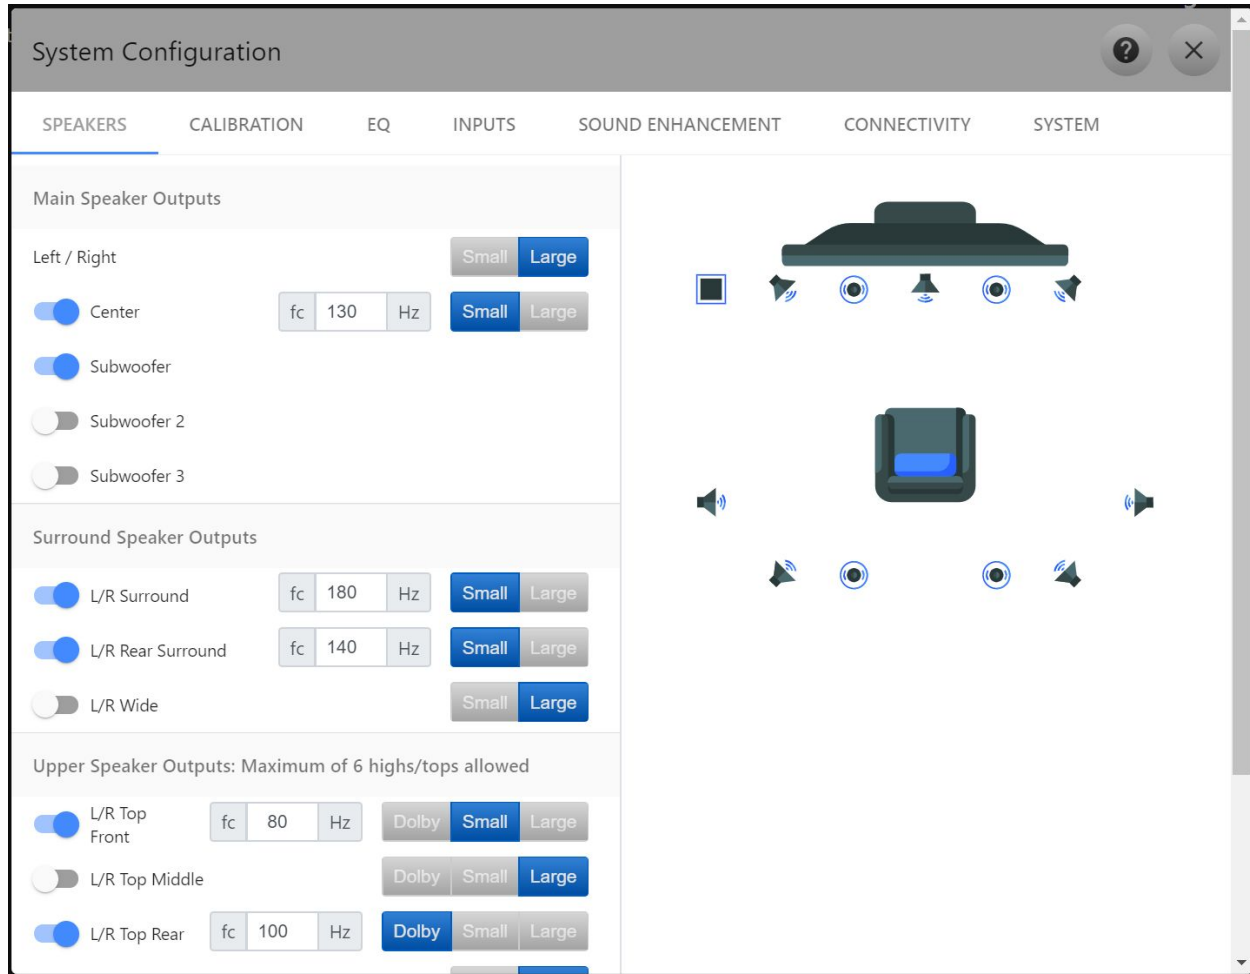 System Configuration
SPEAKERS CALIBRATION EQ INPUTS SOUND ENHANCEMENT CONNECTIVITY SYSTEM
Main Speaker Outputs
Left / Right Small Large
Center fc 130 Hz Small Large
Subwoofer
Subwoofer 2
Subwoofer 3
Surround Speaker Outputs
L/R Surround fc 180 Hz Small Large
L/R Rear Surround fc 140 Hz Small Large
L/R Wide Small Large
Upper Speaker Outputs: Maximum of 6 highs/tops allowed
L/R Top
Front fc 80 Hz Dolby Small Large
L/R Top Middle Dolby Small Large
L/R Top Rear fc 100 Hz Dolby Small Large